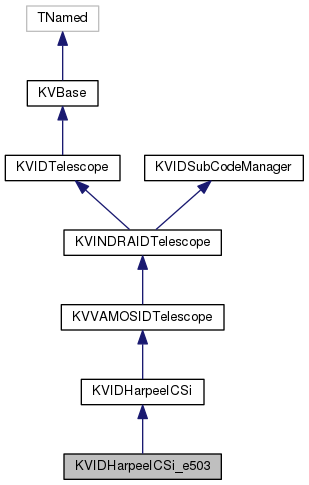 TNamed
KVBase
KVIDTelescope
KVIDSubCodeManager
KVINDRAIDTelescope
KVVAMOSIDTelescope
KVIDHarpeeICSi
KVIDHarpeeICSi_e503